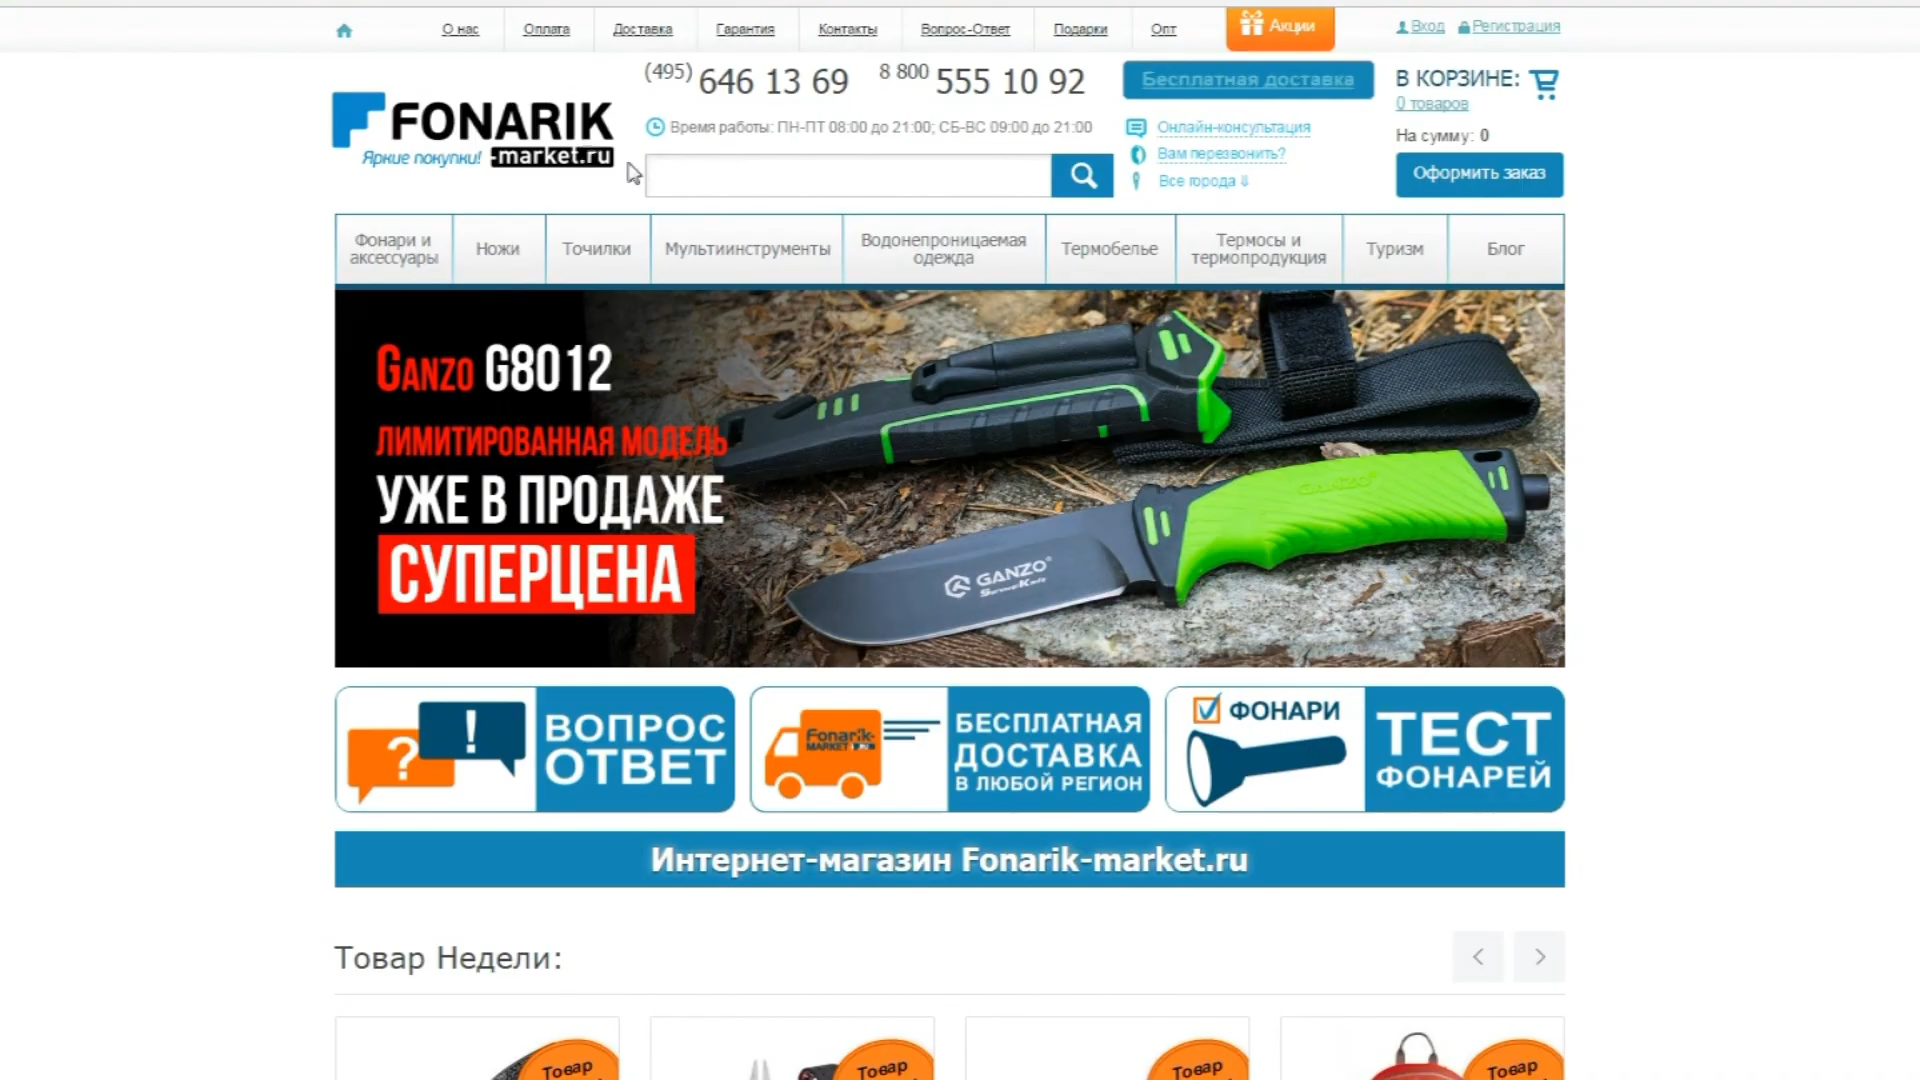 О нас
Оплата
Доставка
Гарантия
Контакты
Вопрос-Ответ
Подарки
Опт
Акции
Вход
Регистрация
FONARIK
-market.ru
Яркие покупки!
(495) 646 13 69
8 800 555 10 92
Время работы: ПН-ПТ 08:00 до 21:00; СБ-ВС 09:00 до 21:00
Бесплатная доставка
Онлайн-консультация
Вам перезвонить?
Все города ⇓
В КОРЗИНЕ:
0 товаров
На сумму: 0
Оформить заказ
Фонари и
аксессуары
Ножи
Точилки
Мультиинструменты
Водонепроницаемая
одежда
Термобелье
Термосы и
термопродукция
Туризм
Блог
GANZO G8012
ЛИМИТИРОВАННАЯ МОДЕЛЬ
УЖЕ В ПРОДАЖЕ
СУПЕРЦЕНА
GANZO®
ВОПРОС
ОТВЕТ
Fonarik-
MARKET
БЕСПЛАТНАЯ
ДОСТАВКА
В ЛЮБОЙ РЕГИОН
ФОНАРИ
ТЕСТ
ФОНАРЕЙ
Интернет-магазин Fonarik-market.ru
Товар Недели:
Товар
Товар
Товар
Товар